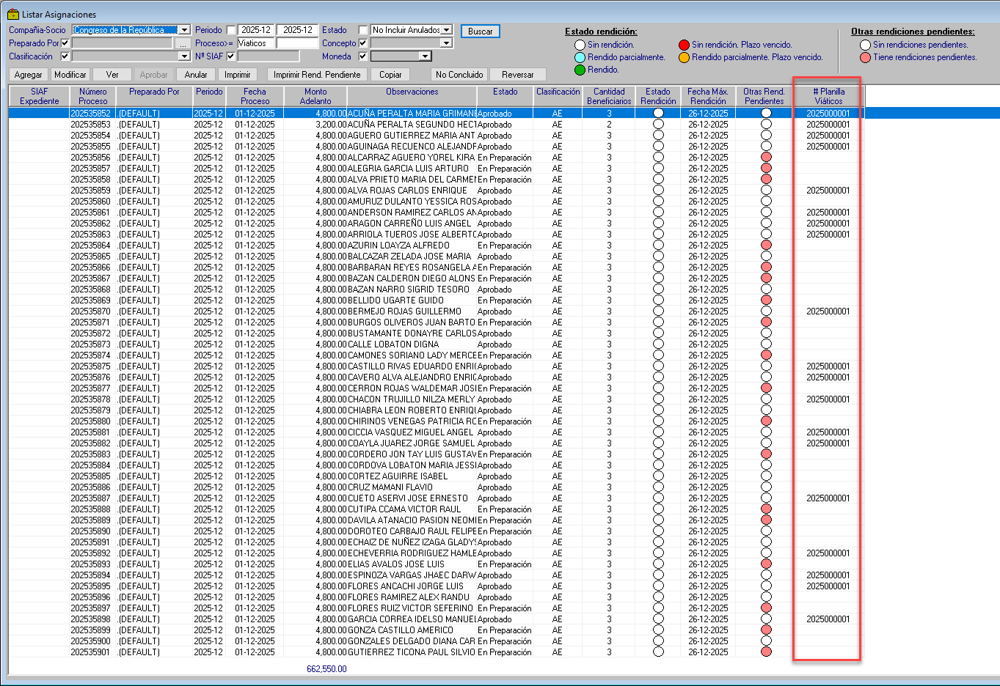 Listar Asignaciones
Compañia-Socio Congreso de la República Periodo 2025-12 2025-12 Estado No Incluir Anulados Buscar
Preparado Por ... Proceso>= Viaticos Concepto
Clasificación Nº SIAF Moneda
Estado rendición:
Sin rendición. Sin rendición. Plazo vencido.
Rendido parcialmente. Rendido parcialmente. Plazo vencido.
Rendido.
Otras rendiciones pendientes:
Sin rendiciones pendientes.
Tiene rendiciones pendientes.
Agregar Modificar Ver Aprobar Anular Imprimir Imprimir Rend. Pendiente Copiar No Concluido Reversar
SIAF Número Preparado Por Periodo Fecha Monto Observaciones Estado Clasificación Cantidad Estado Fecha Máx. Otras Rend. # Planilla
Expediente Proceso Proceso Adelanto Beneficiarios Rendición Rendición Pendientes Viáticos
202535852 .(DEFAULT) 2025-12 01-12-2025 4,800.00 ACUÑA PERALTA MARIA GRIMANE Aprobado AE 3 26-12-2025 2025000001
202535853 .(DEFAULT) 2025-12 01-12-2025 3,200.00 ACUÑA PERALTA SEGUNDO HECT Aprobado AE 2 26-12-2025 2025000001
202535854 .(DEFAULT) 2025-12 01-12-2025 4,800.00 AGUERO GUTIERREZ MARIA ANT Aprobado AE 3 26-12-2025 2025000001
202535855 .(DEFAULT) 2025-12 01-12-2025 4,800.00 AGUINAGA RECUENCO ALEJANDF Aprobado AE 3 26-12-2025 2025000001
202535856 .(DEFAULT) 2025-12 01-12-2025 4,800.00 ALCARRAZ AGUERO YOREL KIRA En Preparación AE 3 26-12-2025
202535857 .(DEFAULT) 2025-12 01-12-2025 4,800.00 ALEGRIA GARCIA LUIS ARTURO En Preparación AE 3 26-12-2025
202535858 .(DEFAULT) 2025-12 01-12-2025 4,800.00 ALVA PRIETO MARIA DEL CARMEN En Preparación AE 3 26-12-2025
202535859 .(DEFAULT) 2025-12 01-12-2025 4,800.00 ALVA ROJAS CARLOS ENRIQUE Aprobado AE 3 26-12-2025 2025000001
202535860 .(DEFAULT) 2025-12 01-12-2025 4,800.00 AMURUZ DULANTO YESSICA ROS Aprobado AE 3 26-12-2025
202535861 .(DEFAULT) 2025-12 01-12-2025 4,800.00 ANDERSON RAMIREZ CARLOS AN Aprobado AE 3 26-12-2025 2025000001
202535862 .(DEFAULT) 2025-12 01-12-2025 4,800.00 ARAGON CARREÑO LUIS ANGEL Aprobado AE 3 26-12-2025 2025000001
202535863 .(DEFAULT) 2025-12 01-12-2025 4,800.00 ARRIOLA TUEROS JOSE ALBERTO Aprobado AE 3 26-12-2025 2025000001
202535864 .(DEFAULT) 2025-12 01-12-2025 4,800.00 AZURIN LOAYZA ALFREDO En Preparación AE 3 26-12-2025
202535865 .(DEFAULT) 2025-12 01-12-2025 4,800.00 BALCAZAR ZELADA JOSE MARIA Aprobado AE 3 26-12-2025
202535866 .(DEFAULT) 2025-12 01-12-2025 4,800.00 BARBARAN REYES ROSANGELA A En Preparación AE 3 26-12-2025
202535867 .(DEFAULT) 2025-12 01-12-2025 4,800.00 BAZAN CALDERON DIEGO ALONS En Preparación AE 3 26-12-2025
202535868 .(DEFAULT) 2025-12 01-12-2025 4,800.00 BAZAN NARRO SIGRID TESORO Aprobado AE 3 26-12-2025
202535869 .(DEFAULT) 2025-12 01-12-2025 4,800.00 BELLIDO UGARTE GUIDO En Preparación AE 3 26-12-2025
202535870 .(DEFAULT) 2025-12 01-12-2025 4,800.00 BERMEJO ROJAS GUILLERMO Aprobado AE 3 26-12-2025 2025000001
202535871 .(DEFAULT) 2025-12 01-12-2025 4,800.00 BURGOS OLIVEROS JUAN BARTO En Preparación AE 3 26-12-2025
202535872 .(DEFAULT) 2025-12 01-12-2025 4,800.00 BUSTAMANTE DONAYRE CARLOS Aprobado AE 3 26-12-2025
202535873 .(DEFAULT) 2025-12 01-12-2025 4,800.00 CALLE LOBATON DIGNA Aprobado AE 3 26-12-2025
202535874 .(DEFAULT) 2025-12 01-12-2025 4,800.00 CAMONES SORIANO LADY MERCE En Preparación AE 3 26-12-2025
202535875 .(DEFAULT) 2025-12 01-12-2025 4,800.00 CASTILLO RIVAS EDUARDO ENRI Aprobado AE 3 26-12-2025 2025000001
202535876 .(DEFAULT) 2025-12 01-12-2025 4,800.00 CAVERO ALVA ALEJANDRO ENRI Aprobado AE 3 26-12-2025 2025000001
202535877 .(DEFAULT) 2025-12 01-12-2025 4,800.00 CERRON ROJAS WALDEMAR JOSE En Preparación AE 3 26-12-2025
202535878 .(DEFAULT) 2025-12 01-12-2025 4,800.00 CHACON TRUJILLO NILZA MERLY Aprobado AE 3 26-12-2025 2025000001
202535879 .(DEFAULT) 2025-12 01-12-2025 4,800.00 CHIABRA LEON ROBERTO ENRIQU Aprobado AE 3 26-12-2025
202535880 .(DEFAULT) 2025-12 01-12-2025 4,800.00 CHIRINOS VENEGAS PATRICIA RO En Preparación AE 3 26-12-2025
202535881 .(DEFAULT) 2025-12 01-12-2025 4,800.00 CICCIA VASQUEZ MIGUEL ANGEL Aprobado AE 3 26-12-2025 2025000001
202535882 .(DEFAULT) 2025-12 01-12-2025 4,800.00 COAYLA JUAREZ JORGE SAMUEL Aprobado AE 3 26-12-2025 2025000001
202535883 .(DEFAULT) 2025-12 01-12-2025 4,800.00 CORDERO JON TAY LUIS GUSTAV En Preparación AE 3 26-12-2025
202535884 .(DEFAULT) 2025-12 01-12-2025 4,800.00 CORDOVA LOBATON MARIA JESSI Aprobado AE 3 26-12-2025
202535885 .(DEFAULT) 2025-12 01-12-2025 4,800.00 CORTEZ AGUIRRE ISABEL Aprobado AE 3 26-12-2025
202535886 .(DEFAULT) 2025-12 01-12-2025 4,800.00 CRUZ MAMANI FLAVIO Aprobado AE 3 26-12-2025
202535887 .(DEFAULT) 2025-12 01-12-2025 4,800.00 CUETO ASERVI JOSE ERNESTO Aprobado AE 3 26-12-2025 2025000001
202535888 .(DEFAULT) 2025-12 01-12-2025 4,800.00 CUTIPA CCAMA VICTOR RAUL En Preparación AE 3 26-12-2025
202535889 .(DEFAULT) 2025-12 01-12-2025 4,800.00 DAVILA ATANACIO PASION NEOMI En Preparación AE 3 26-12-2025
202535890 .(DEFAULT) 2025-12 01-12-2025 4,800.00 DOROTEO CARBAJO RAUL FELIPE En Preparación AE 3 26-12-2025
202535891 .(DEFAULT) 2025-12 01-12-2025 4,800.00 ECHAIZ DE NUÑEZ IZAGA GLADYS Aprobado AE 3 26-12-2025
202535892 .(DEFAULT) 2025-12 01-12-2025 4,800.00 ECHEVERRIA RODRIGUEZ HAMLE Aprobado AE 3 26-12-2025 2025000001
202535893 .(DEFAULT) 2025-12 01-12-2025 4,800.00 ELIAS AVALOS JOSE LUIS En Preparación AE 3 26-12-2025
202535894 .(DEFAULT) 2025-12 01-12-2025 4,800.00 ESPINOZA VARGAS JHAEC DARW Aprobado AE 3 26-12-2025 2025000001
202535895 .(DEFAULT) 2025-12 01-12-2025 4,800.00 FLORES ANCACHI JORGE LUIS Aprobado AE 3 26-12-2025 2025000001
202535896 .(DEFAULT) 2025-12 01-12-2025 4,800.00 FLORES RAMIREZ ALEX RANDU Aprobado AE 3 26-12-2025
202535897 .(DEFAULT) 2025-12 01-12-2025 4,800.00 FLORES RUIZ VICTOR SEFERINO En Preparación AE 3 26-12-2025
202535898 .(DEFAULT) 2025-12 01-12-2025 4,800.00 GARCIA CORREA IDELSO MANUEL Aprobado AE 3 26-12-2025 2025000001
202535899 .(DEFAULT) 2025-12 01-12-2025 4,800.00 GONZA CASTILLO AMERICO En Preparación AE 3 26-12-2025
202535900 .(DEFAULT) 2025-12 01-12-2025 4,800.00 GONZALES DELGADO DIANA CAR En Preparación AE 3 26-12-2025
202535901 .(DEFAULT) 2025-12 01-12-2025 4,800.00 GUTIERREZ TICONA PAUL SILVIO En Preparación AE 3 26-12-2025
662,550.00